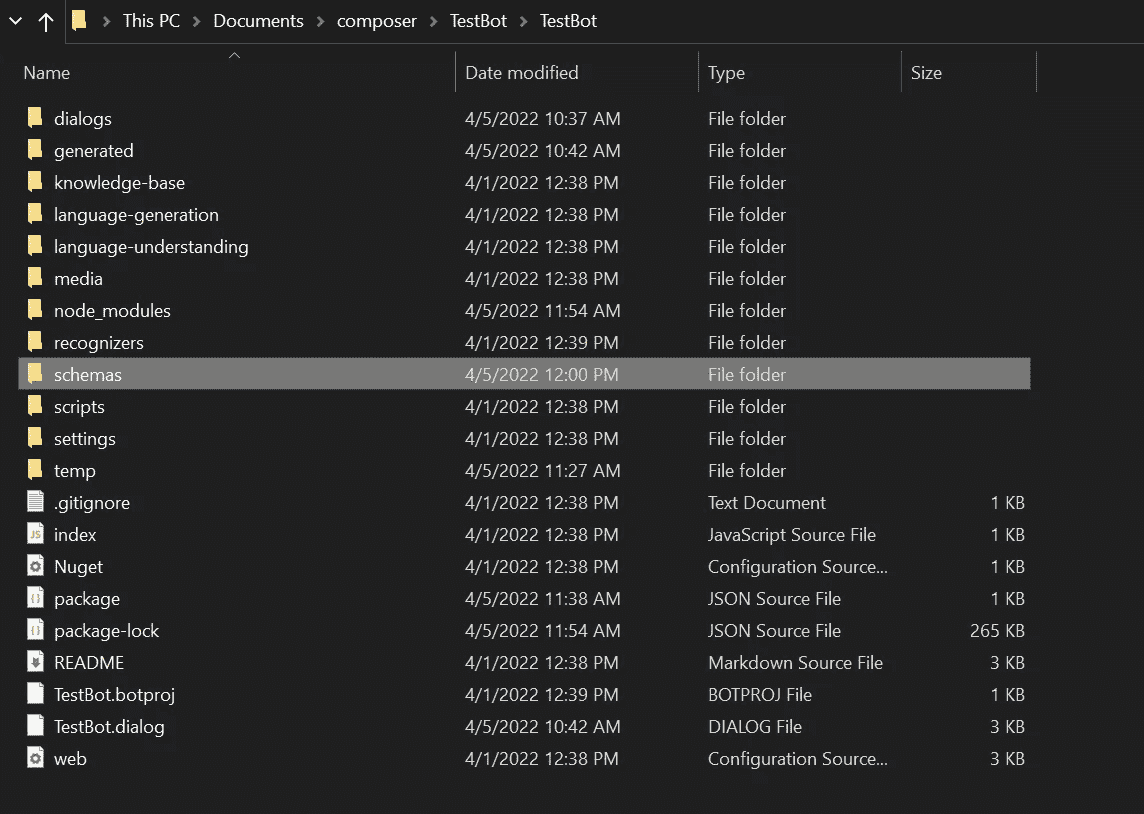 This PC > Documents > composer > TestBot > TestBot
Name Date modified Type Size
dialogs 4/5/2022 10:37 AM File folder
generated 4/5/2022 10:42 AM File folder
knowledge-base 4/1/2022 12:38 PM File folder
language-generation 4/1/2022 12:38 PM File folder
language-understanding 4/1/2022 12:38 PM File folder
media 4/1/2022 12:38 PM File folder
node_modules 4/5/2022 11:54 AM File folder
recognizers 4/1/2022 12:39 PM File folder
schemas 4/5/2022 12:00 PM File folder
scripts 4/1/2022 12:38 PM File folder
settings 4/1/2022 12:38 PM File folder
temp 4/5/2022 11:27 AM File folder
.gitignore 4/1/2022 12:38 PM Text Document 1 KB
index 4/1/2022 12:38 PM JavaScript Source File 1 KB
Nuget 4/1/2022 12:38 PM Configuration Source... 1 KB
package 4/5/2022 11:38 AM JSON Source File 1 KB
package-lock 4/5/2022 11:54 AM JSON Source File 265 KB
README 4/1/2022 12:38 PM Markdown Source File 3 KB
TestBot.botproj 4/1/2022 12:39 PM BOTPROJ File 1 KB
TestBot.dialog 4/5/2022 10:42 AM DIALOG File 3 KB
web 4/1/2022 12:38 PM Configuration Source... 3 KB